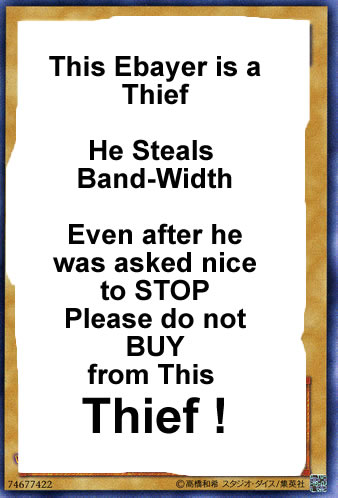 This Ebayer is a
Thief
He Steals
Band-Width
Even after he
was asked nice
to STOP
Please do not
BUY
from This
Thief !
74677422
©高橋和希 スタジオ・ダイス/集英社